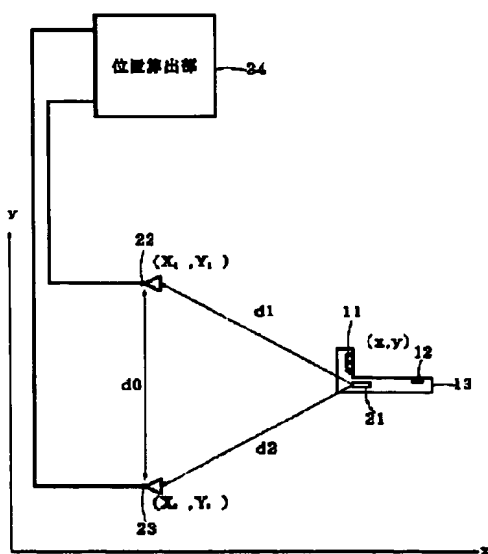 位置算出部
24
y
22
(X₁ ,Y₁ )
d1
11
(x,y)
12
13
21
d0
d2
(X₂ ,Y₂ )
23
x